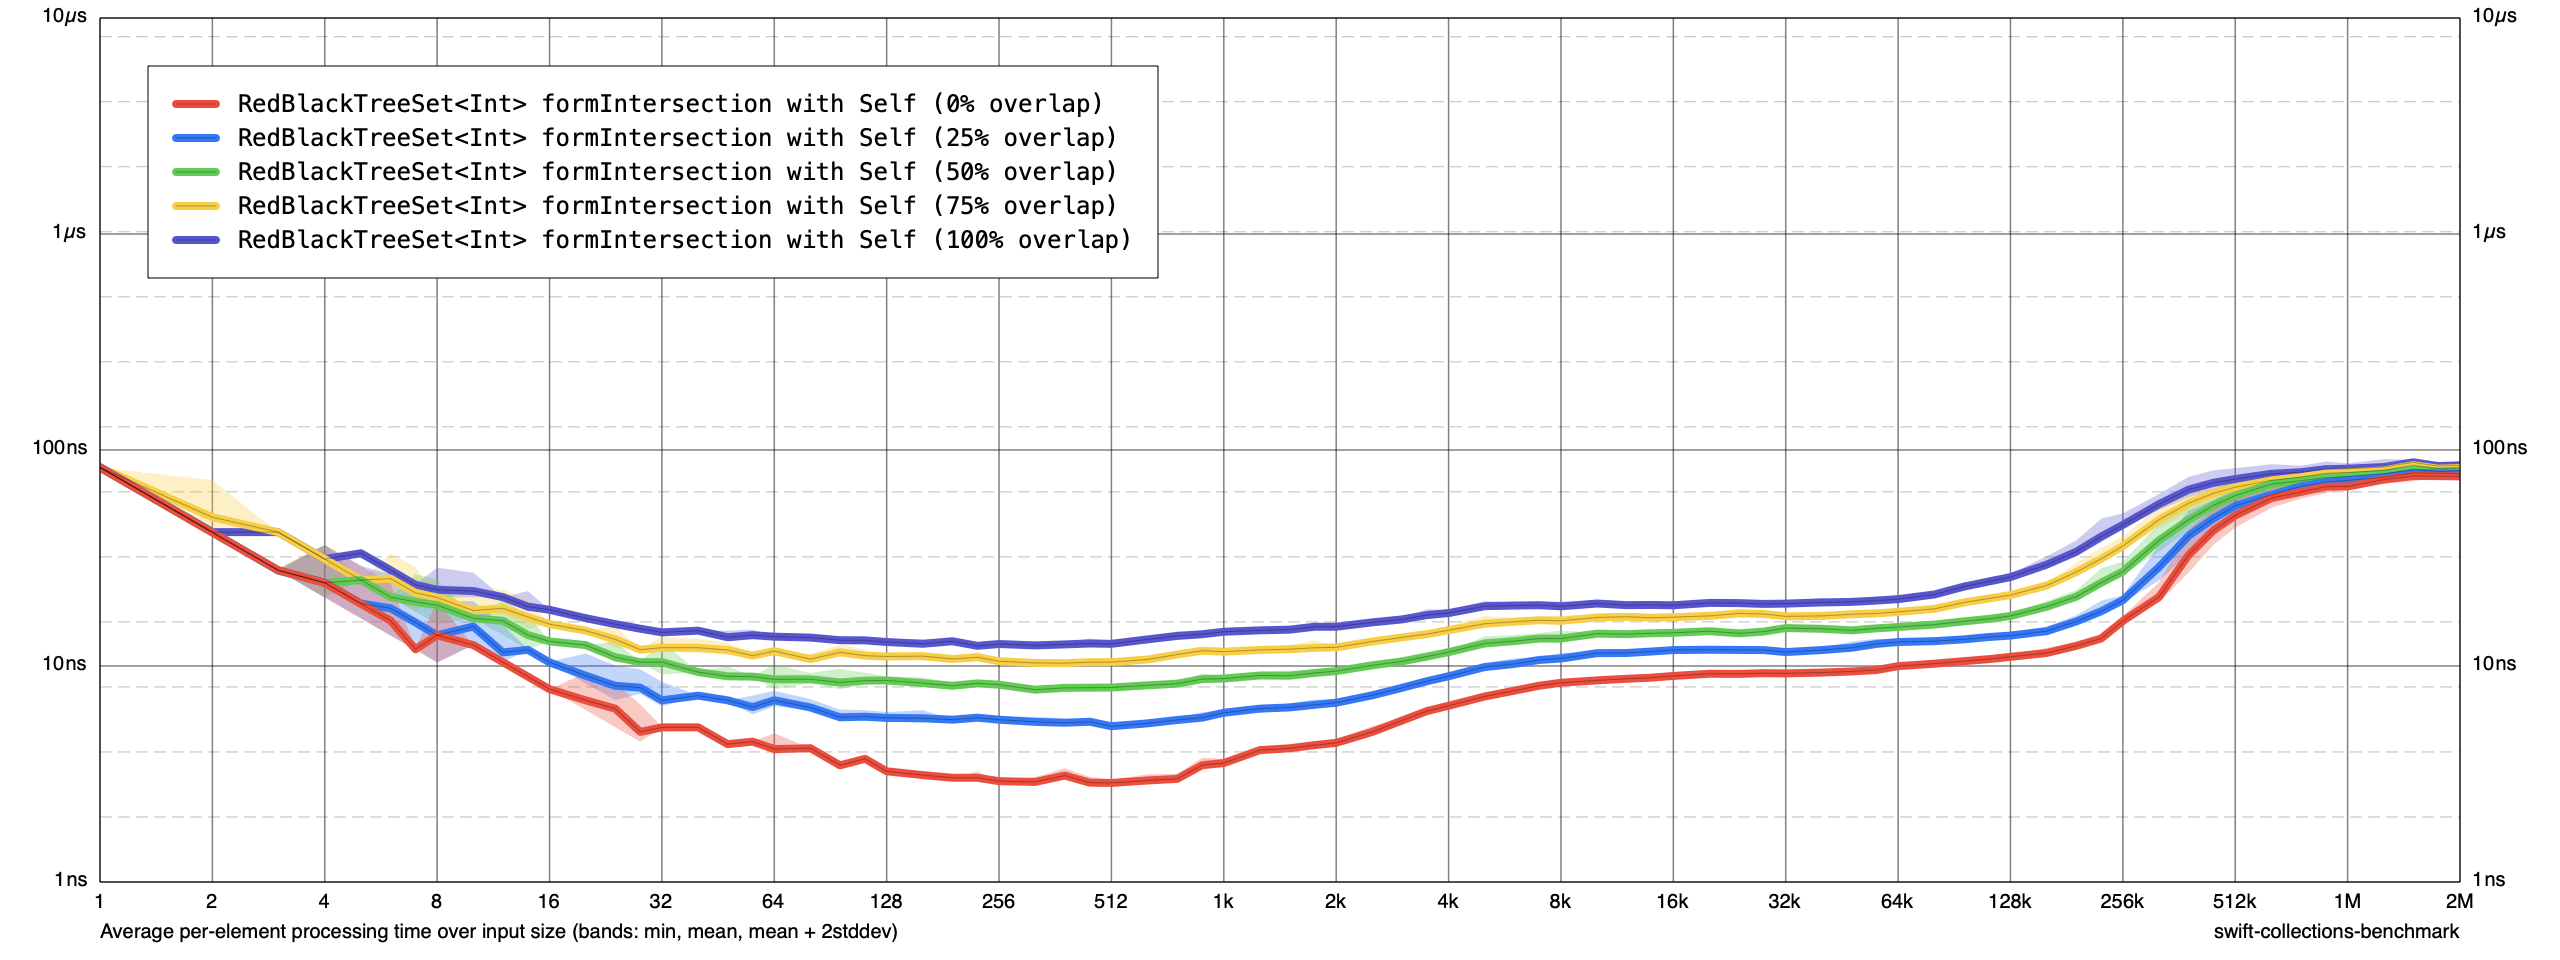 10µs
10µs
RedBlackTreeSet<Int> formIntersection with Self (0% overlap)
RedBlackTreeSet<Int> formIntersection with Self (25% overlap)
RedBlackTreeSet<Int> formIntersection with Self (50% overlap)
RedBlackTreeSet<Int> formIntersection with Self (75% overlap)
RedBlackTreeSet<Int> formIntersection with Self (100% overlap)
1µs
1µs
100ns
100ns
10ns
10ns
1ns
1ns
1 2 4 8 16 32 64 128 256 512 1k 2k 4k 8k 16k 32k 64k 128k 256k 512k 1M 2M
Average per-element processing time over input size (bands: min, mean, mean + 2stddev)
swift-collections-benchmark